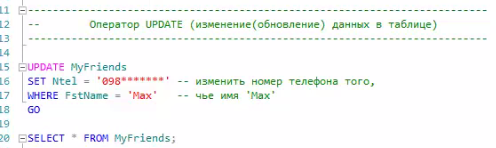 11 --------------------------------------------------------------------
12 --        Оператор UPDATE (изменение(обновление) данных в таблице)
13 --------------------------------------------------------------------
14
15 UPDATE MyFriends
16 SET Ntel = '098*******' -- изменить номер телефона того,
17 WHERE FstName = 'Max'   -- чье имя 'Max'
18 GO
19
20 SELECT * FROM MyFriends;